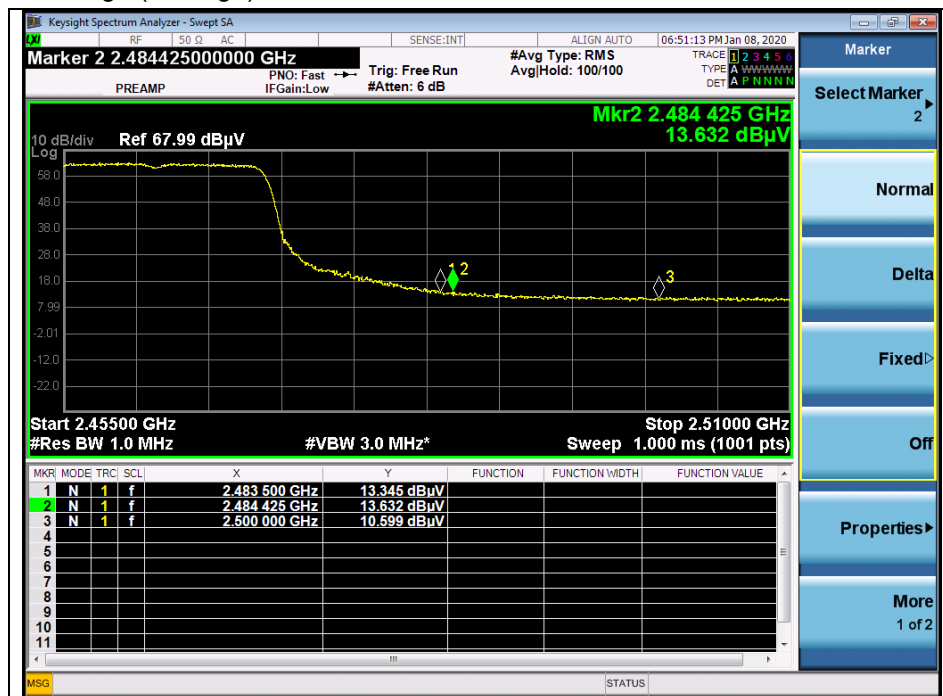 Keysight Spectrum Analyzer - Swept SA
LXI RF 50 Ω AC SENSE:INT ALIGN AUTO 06:51:13 PM Jan 08, 2020
Marker 2 2.484425000000 GHz
PREAMP
PNO: Fast
IFGain:Low
Trig: Free Run
#Atten: 6 dB
#Avg Type: RMS
Avg|Hold: 100/100
TRACE 1 2 3 4 5 6
TYPE A WWWWW
DET A P N N N N
Marker
Select Marker
2
Normal
Delta
Fixed
Off
Properties
More
1 of 2
Mkr2 2.484 425 GHz
13.632 dBµV
10 dB/div Ref 67.99 dBµV
Log
58.0
48.0
38.0
28.0
18.0
7.99
-2.01
-12.0
-22.0
1 2
3
Start 2.45500 GHz Stop 2.51000 GHz
#Res BW 1.0 MHz #VBW 3.0 MHz* Sweep 1.000 ms (1001 pts)
MKR MODE TRC SCL X Y FUNCTION FUNCTION WIDTH FUNCTION VALUE
1 N 1 f 2.483 500 GHz 13.345 dBµV
2 N 1 f 2.484 425 GHz 13.632 dBµV
3 N 1 f 2.500 000 GHz 10.599 dBµV
4
5
6
7
8
9
10
11
MSG STATUS